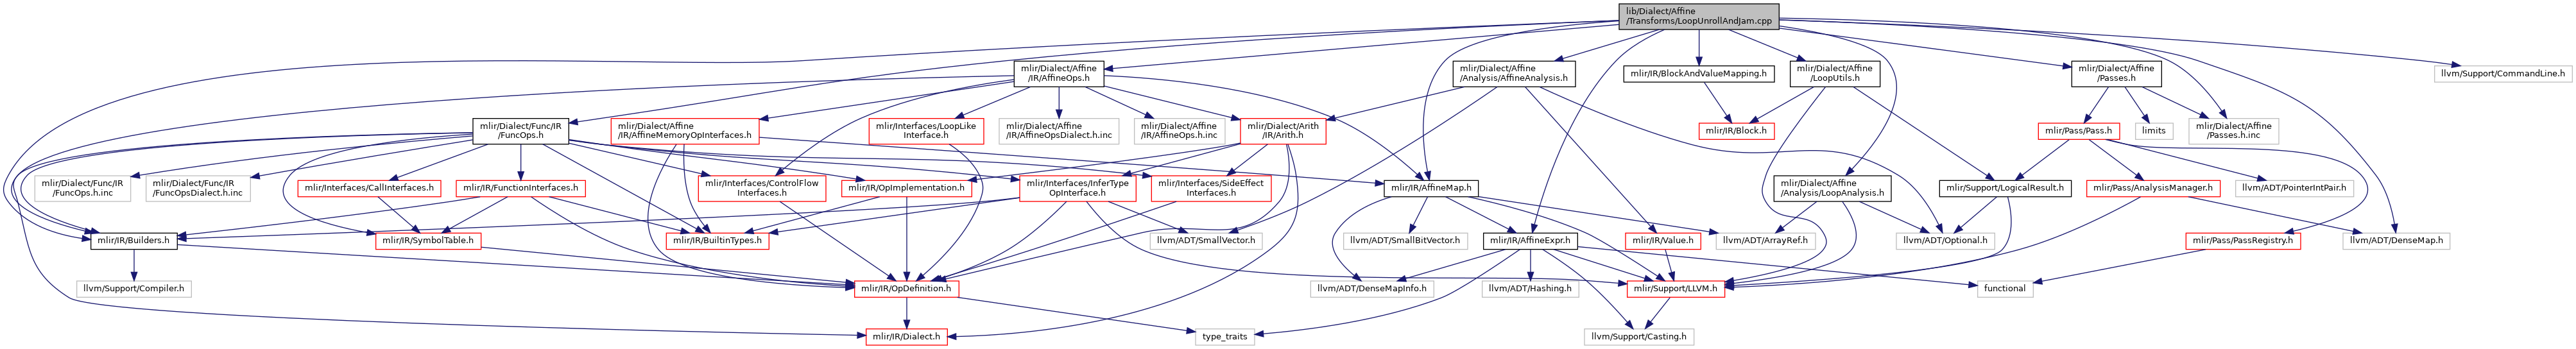 lib/Dialect/Affine
/Transforms/LoopUnrollAndJam.cpp
mlir/Dialect/Affine
/IR/AffineOps.h
mlir/Dialect/Affine
/Analysis/AffineAnalysis.h
mlir/IR/BlockAndValueMapping.h
mlir/Dialect/Affine
/LoopUtils.h
mlir/Dialect/Affine
/Passes.h
llvm/Support/CommandLine.h
mlir/Dialect/Func/IR
/FuncOps.h
mlir/Dialect/Affine
/IR/AffineMemoryOpInterfaces.h
mlir/Interfaces/LoopLike
Interface.h
mlir/Dialect/Affine
/IR/AffineOpsDialect.h.inc
mlir/Dialect/Affine
/IR/AffineOps.h.inc
mlir/Dialect/Arith
/IR/Arith.h
mlir/IR/Block.h
mlir/Pass/Pass.h
limits
mlir/Dialect/Affine
/Passes.h.inc
mlir/Dialect/Func/IR
/FuncOps.h.inc
mlir/Dialect/Func/IR
/FuncOpsDialect.h.inc
mlir/Interfaces/CallInterfaces.h
mlir/IR/FunctionInterfaces.h
mlir/Interfaces/ControlFlow
Interfaces.h
mlir/IR/OpImplementation.h
mlir/Interfaces/InferType
OpInterface.h
mlir/Interfaces/SideEffect
Interfaces.h
mlir/IR/AffineMap.h
mlir/Dialect/Affine
/Analysis/LoopAnalysis.h
mlir/Support/LogicalResult.h
mlir/Pass/AnalysisManager.h
llvm/ADT/PointerIntPair.h
mlir/IR/Builders.h
mlir/IR/SymbolTable.h
mlir/IR/BuiltinTypes.h
llvm/ADT/SmallVector.h
llvm/ADT/SmallBitVector.h
mlir/IR/AffineExpr.h
mlir/IR/Value.h
llvm/ADT/ArrayRef.h
llvm/ADT/Optional.h
mlir/Pass/PassRegistry.h
llvm/ADT/DenseMap.h
llvm/Support/Compiler.h
mlir/IR/OpDefinition.h
llvm/ADT/DenseMapInfo.h
llvm/ADT/Hashing.h
mlir/Support/LLVM.h
functional
mlir/IR/Dialect.h
type_traits
llvm/Support/Casting.h